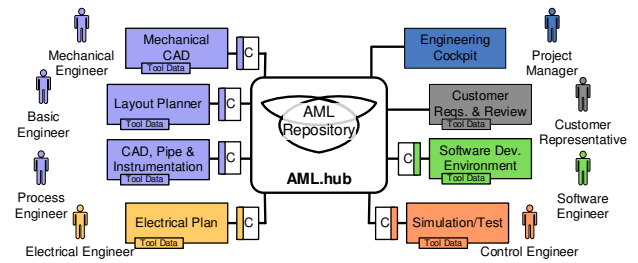 Mechanical
Engineer
Mechanical
CAD
Tool Data
C
Engineering
Cockpit
Project
Manager
Basic
Engineer
Layout Planner
Tool Data
C
AML
Repository
AML.hub
Customer
Reqs. & Review
Tool Data
Customer
Representative
Process
Engineer
CAD, Pipe &
Instrumentation
Tool Data
C
C
Software Dev.
Environment
Tool Data
Software
Engineer
Electrical Engineer
Electrical Plan
Tool Data
C
C
Simulation/Test
Tool Data
Control Engineer